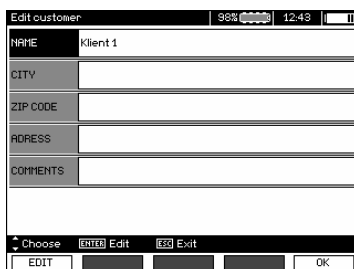 Edit customer 98% 12:43
NAME Klient 1
CITY
ZIP CODE
ADRESS
COMMENTS
Choose ENTER Edit ESC Exit
EDIT OK